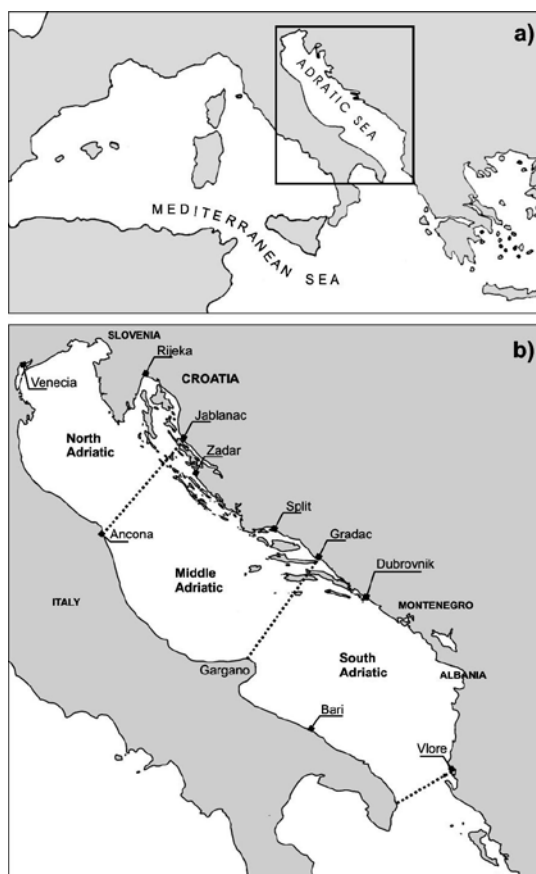 a)
ADRATIC SEA
MEDITERRANEAN SEA
b)
SLOVENIA
Rijeka
Venecia
CROATIA
Jablanac
North
Adriatic
Zadar
Split
Ancona
Gradac
Middle
Adriatic
Dubrovnik
ITALY
MONTENEGRO
Gargano
South
Adriatic
ALBANIA
Bari
Vlore